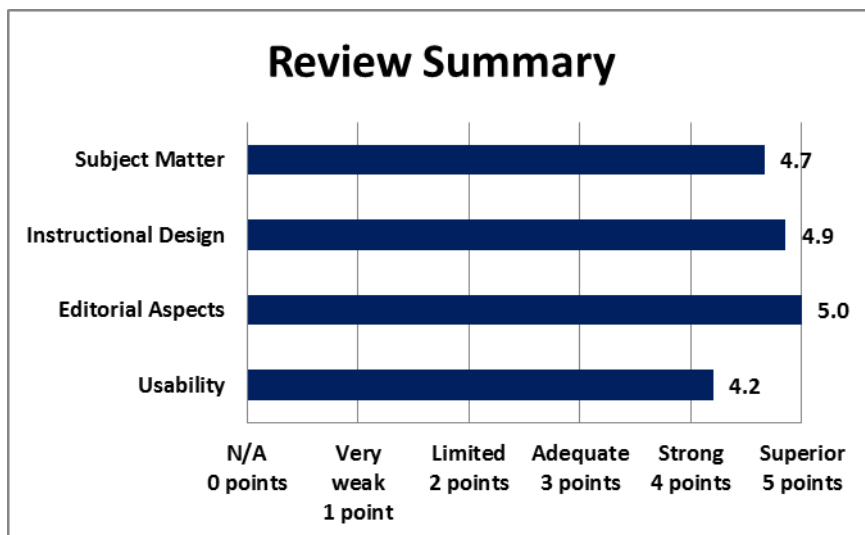 Review Summary
Subject Matter 4.7
Instructional Design 4.9
Editorial Aspects 5.0
Usability 4.2
N/A Very Limited Adequate Strong Superior
0 points weak 2 points 3 points 4 points 5 points
1 point